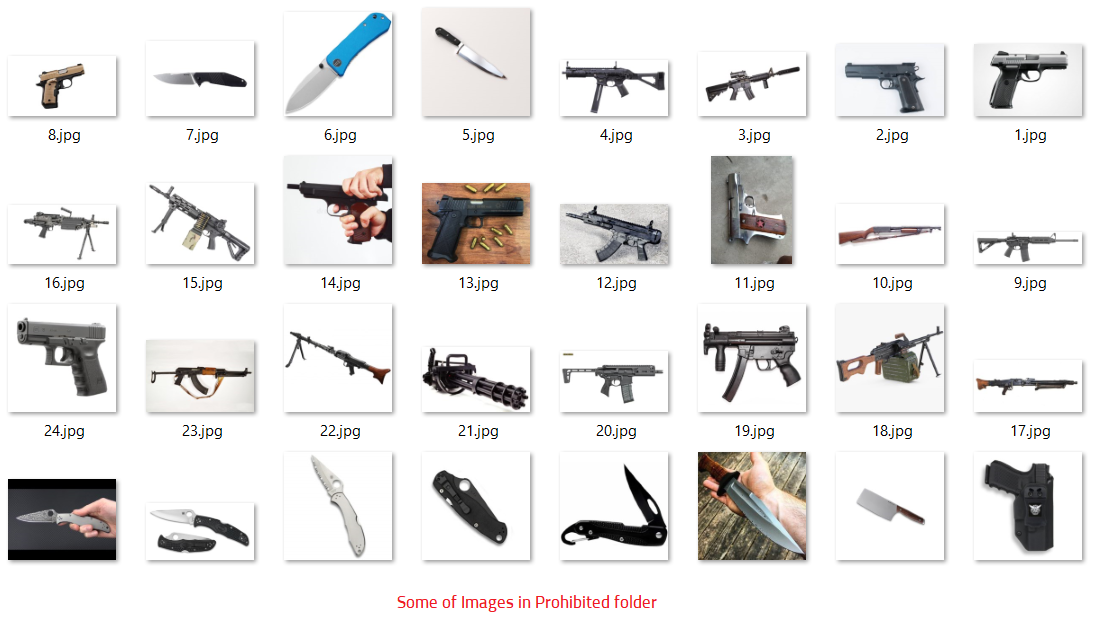 8.jpg 7.jpg 6.jpg 5.jpg 4.jpg 3.jpg 2.jpg 1.jpg
16.jpg 15.jpg 14.jpg 13.jpg 12.jpg 11.jpg 10.jpg 9.jpg
24.jpg 23.jpg 22.jpg 21.jpg 20.jpg 19.jpg 18.jpg 17.jpg
Some of Images in Prohibited folder